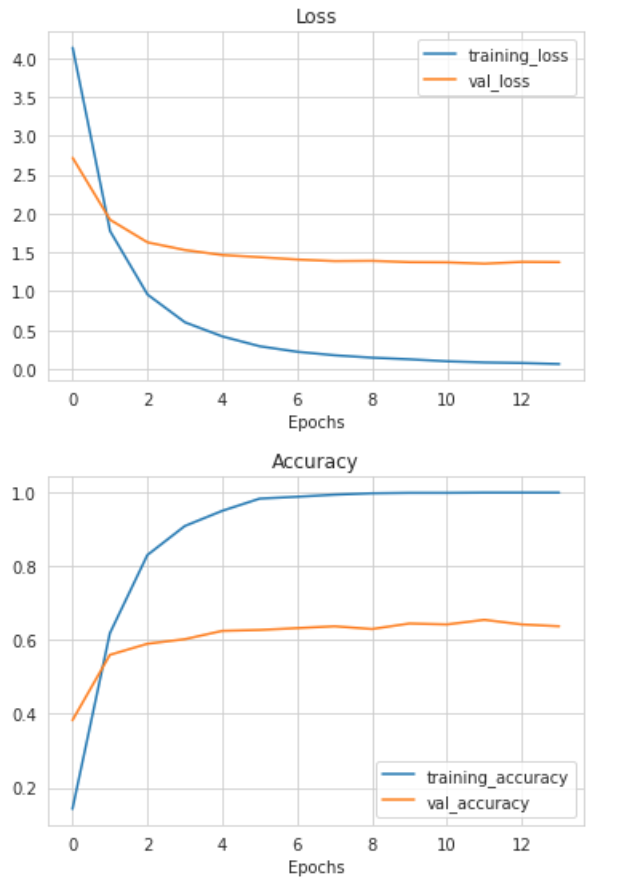 Loss
4.0
3.5
3.0
2.5
2.0
1.5
1.0
0.5
0.0
training_loss
val_loss
0 2 4 6 8 10 12
Epochs
Accuracy
1.0
0.8
0.6
0.4
0.2
training_accuracy
val_accuracy
0 2 4 6 8 10 12
Epochs